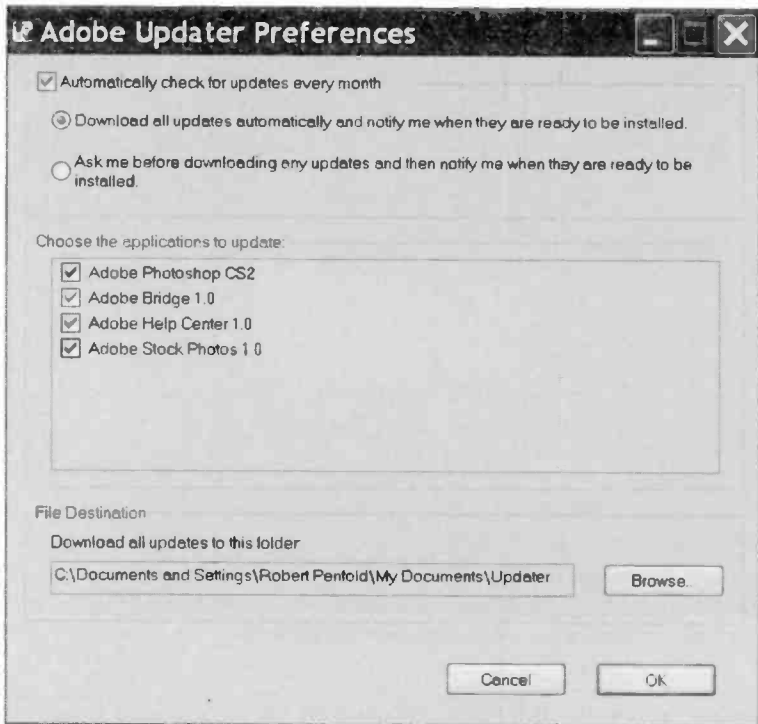 Adobe Updater Preferences
Automatically check for updates every month
Download all updates automatically and notify me when they are ready to be installed.
Ask me before downloading any updates and then notify me when they are ready to be
installed.
Choose the applications to update:
Adobe Photoshop CS2
Adobe Bridge 1.0
Adobe Help Center 1.0
Adobe Stock Photos 1.0
File Destination
Download all updates to this folder
C:\Documents and Settings\Robert Penfold\My Documents\Updater
Browse..
Cancel
OK